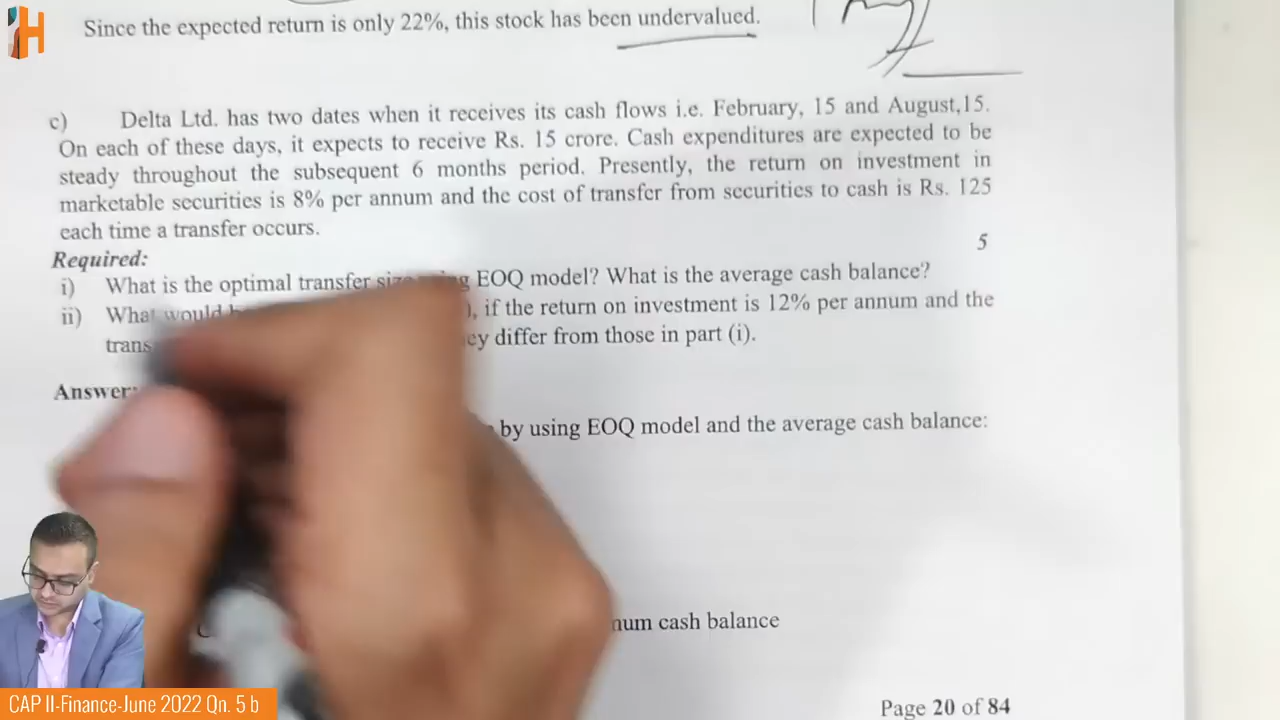 Since the expected return is only 22%, this stock has been undervalued.
c) Delta Ltd. has two dates when it receives its cash flows i.e. February, 15 and August,15.
On each of these days, it expects to receive Rs. 15 crore. Cash expenditures are expected to be
steady throughout the subsequent 6 months period. Presently, the return on investment in
marketable securities is 8% per annum and the cost of transfer from securities to cash is Rs. 125
each time a transfer occurs.
5
Required:
i) What is the optimal transfer EOQ model? What is the average cash balance?
ii) What would if the return on investment is 12% per annum and the
differ from those in part (i).
Answer:
by using EOQ model and the average cash balance:
cash balance
Page 20 of 84
CAP II-Finance-June 2022 Qn. 5 b